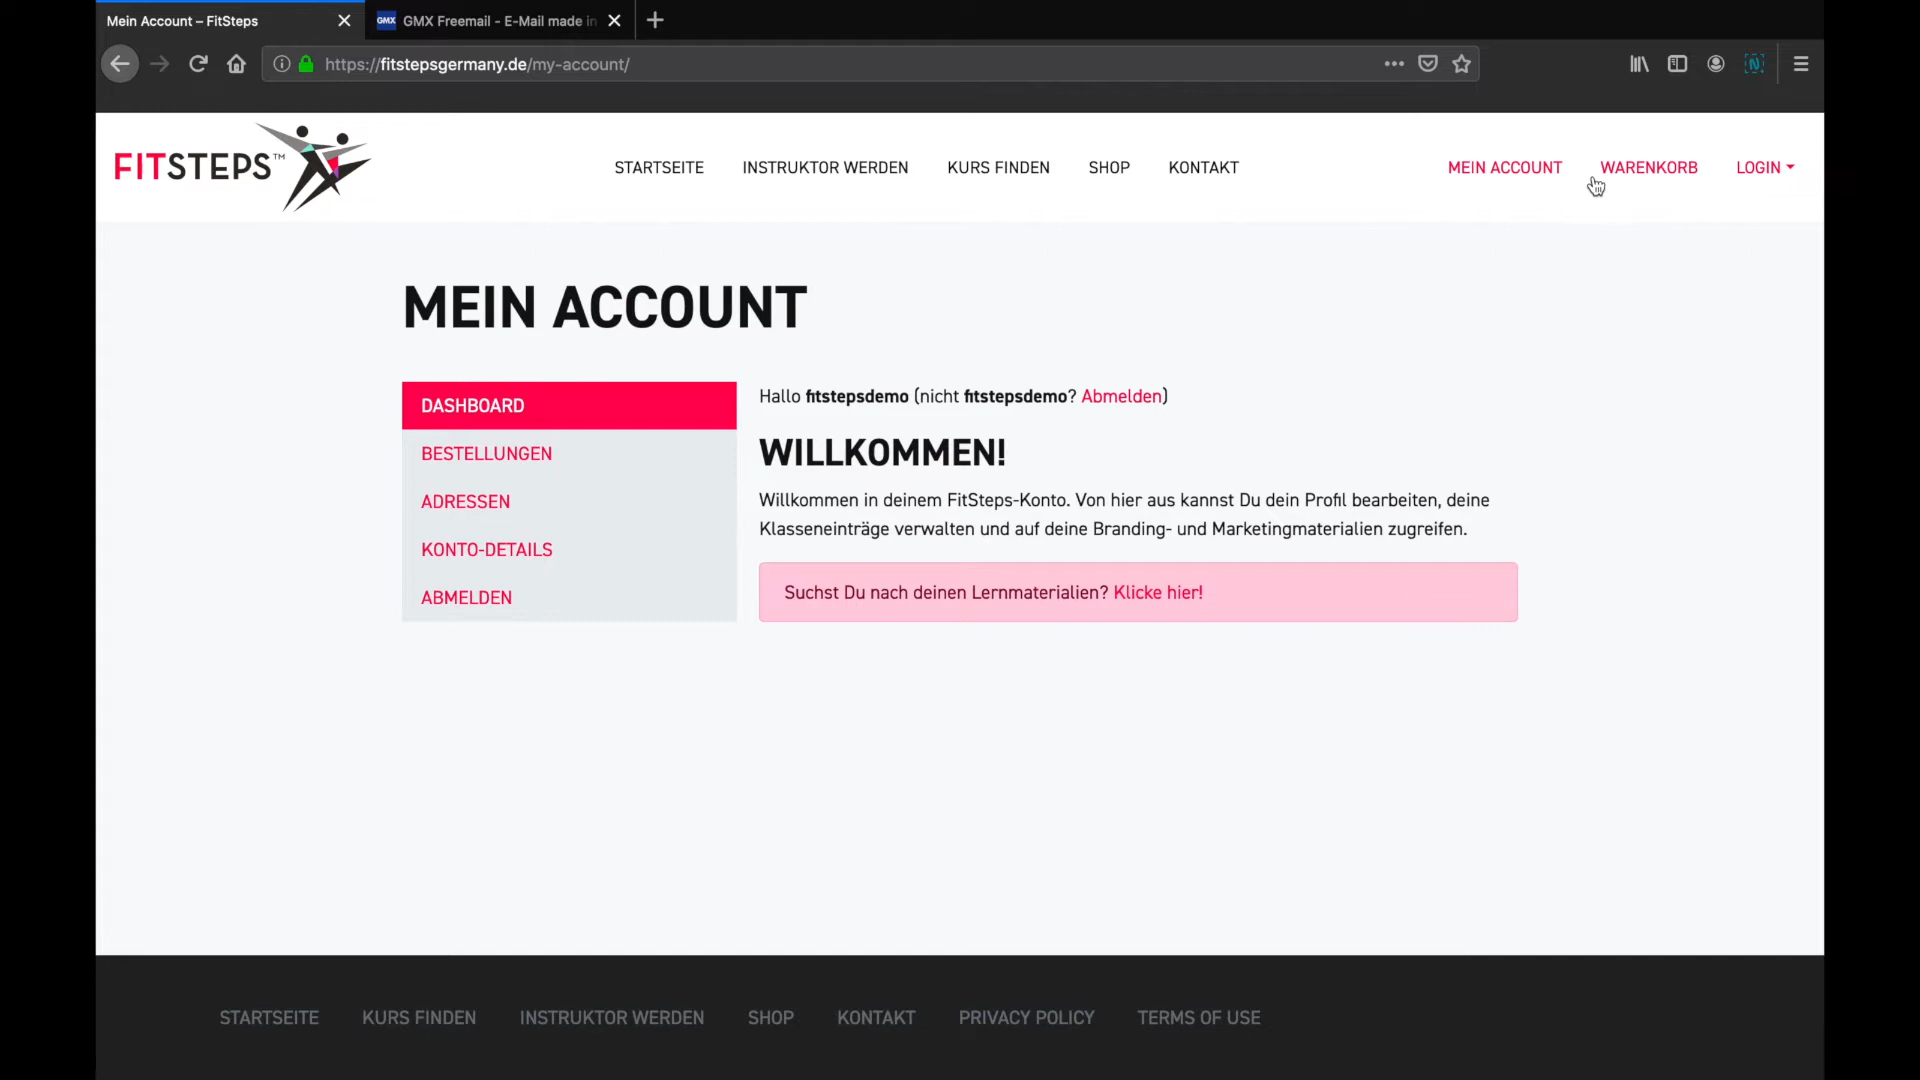 Mein Account – FitSteps
GMX GMX Freemail - E-Mail made in
https://fitstepsgermany.de/my-account/
FITSTEPS™
STARTSEITE INSTRUKTOR WERDEN KURS FINDEN SHOP KONTAKT MEIN ACCOUNT WARENKORB LOGIN
MEIN ACCOUNT
DASHBOARD
BESTELLUNGEN
ADRESSEN
KONTO-DETAILS
ABMELDEN
Hallo fitstepsdemo (nicht fitstepsdemo? Abmelden)
WILLKOMMEN!
Willkommen in deinem FitSteps-Konto. Von hier aus kannst Du dein Profil bearbeiten, deine
Klasseneinträge verwalten und auf deine Branding- und Marketingmaterialien zugreifen.
Suchst Du nach deinen Lernmaterialien? Klicke hier!
STARTSEITE KURS FINDEN INSTRUKTOR WERDEN SHOP KONTAKT PRIVACY POLICY TERMS OF USE